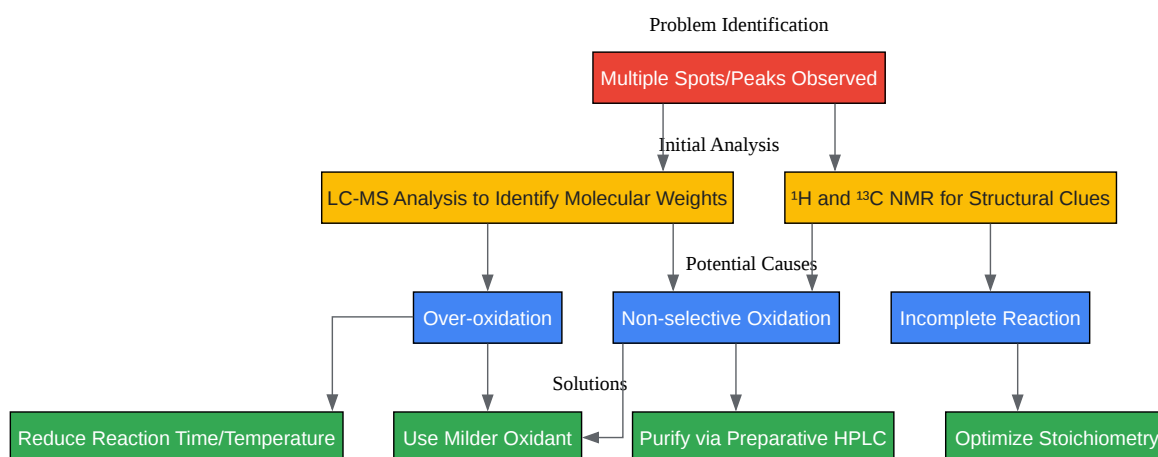 Problem Identification
Multiple Spots/Peaks Observed
Initial Analysis
LC-MS Analysis to Identify Molecular Weights
¹H and ¹³C NMR for Structural Clues
Potential Causes
Over-oxidation
Non-selective Oxidation
Incomplete Reaction
Solutions
Reduce Reaction Time/Temperature
Use Milder Oxidant
Purify via Preparative HPLC
Optimize Stoichiometry